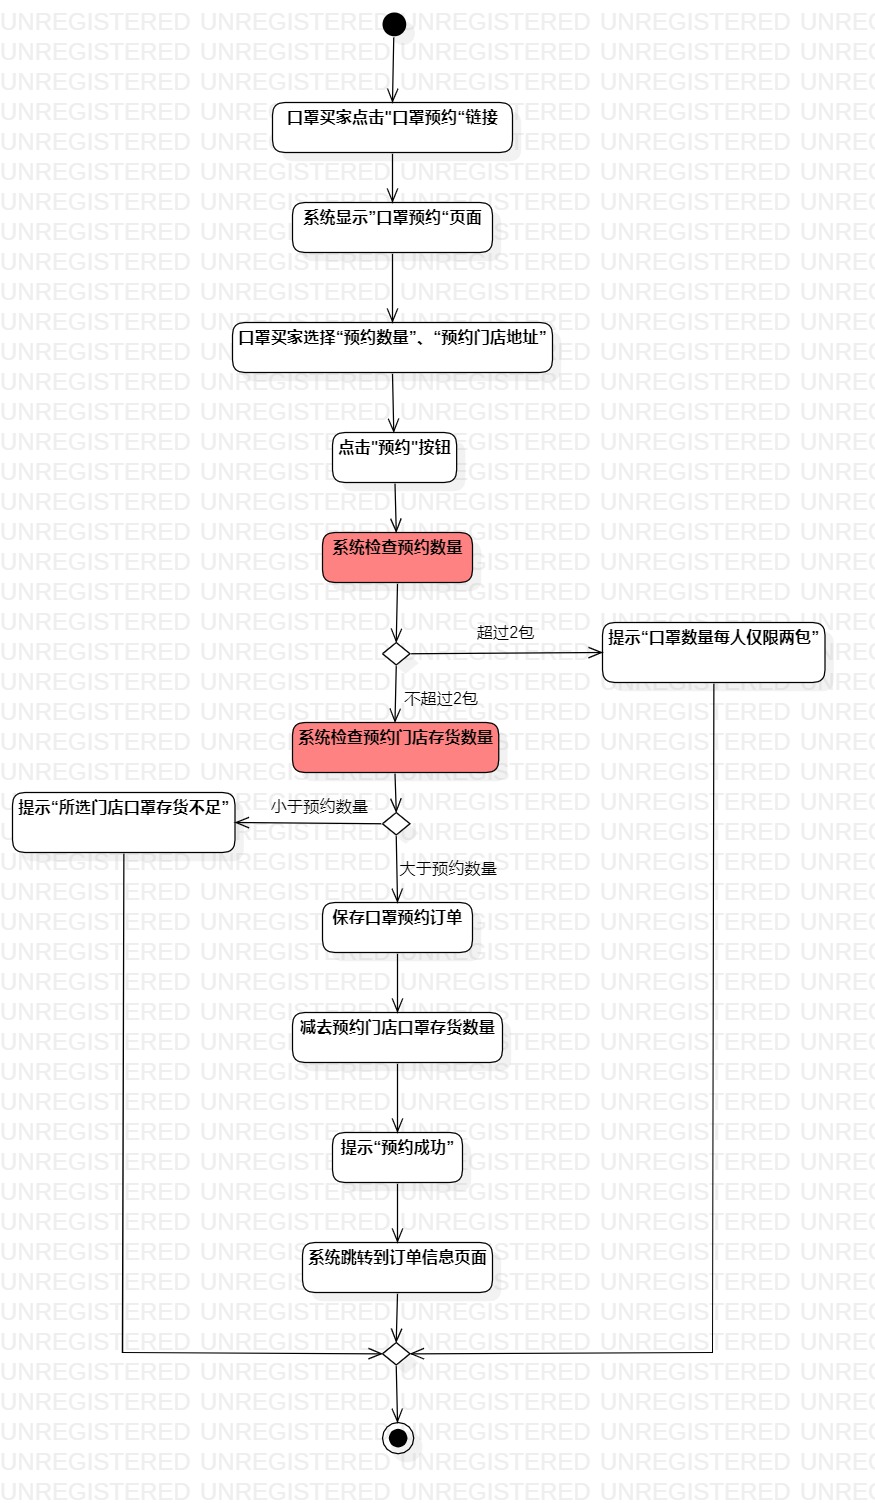 口罩买家点击"口罩预约“链接
系统显示”口罩预约“页面
口罩买家选择“预约数量”、“预约门店地址”
点击"预约"按钮
系统检查预约数量
超过2包
提示“口罩数量每人仅限两包”
不超过2包
系统检查预约门店存货数量
提示“所选门店口罩存货不足”
小于预约数量
大于预约数量
保存口罩预约订单
减去预约门店口罩存货数量
提示“预约成功”
系统跳转到订单信息页面
UNREGISTERED